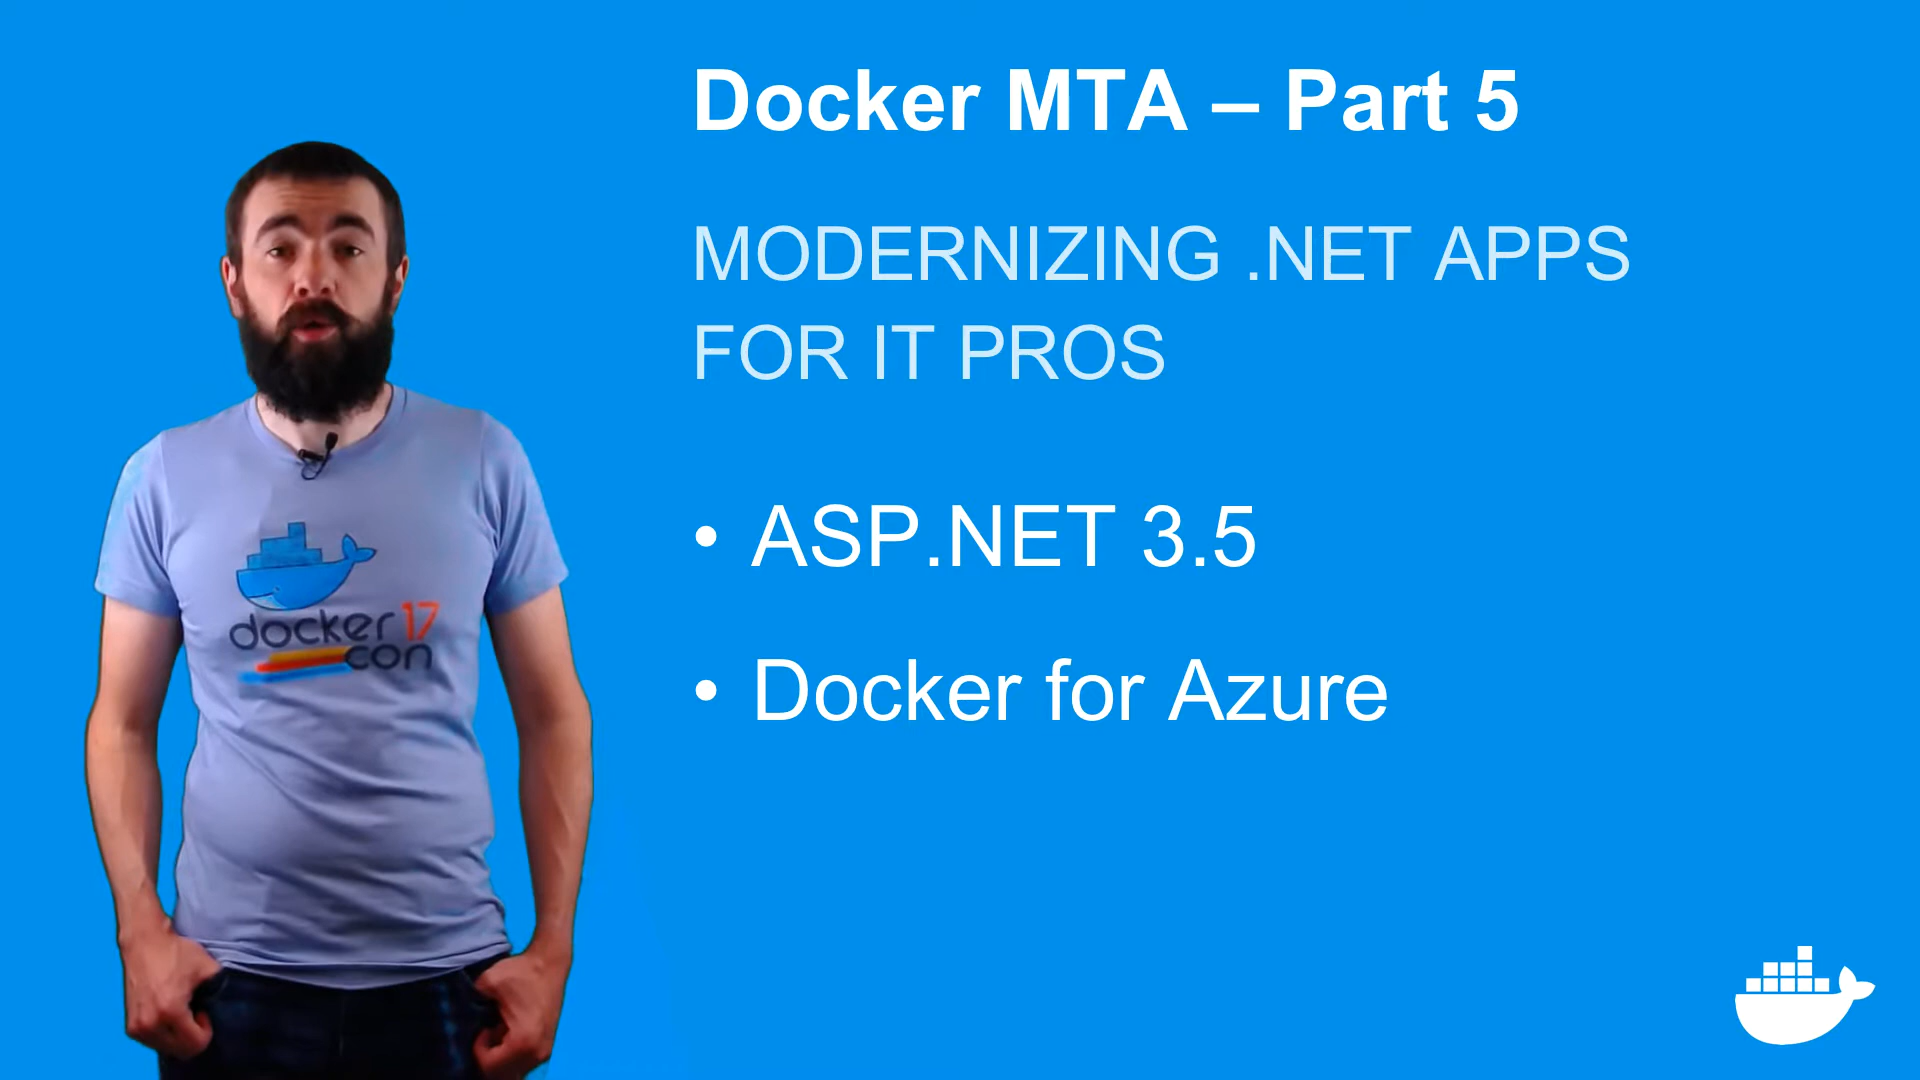 Docker MTA – Part 5
MODERNIZING .NET APPS
FOR IT PROS
• ASP.NET 3.5
• Docker for Azure
docker 17
con